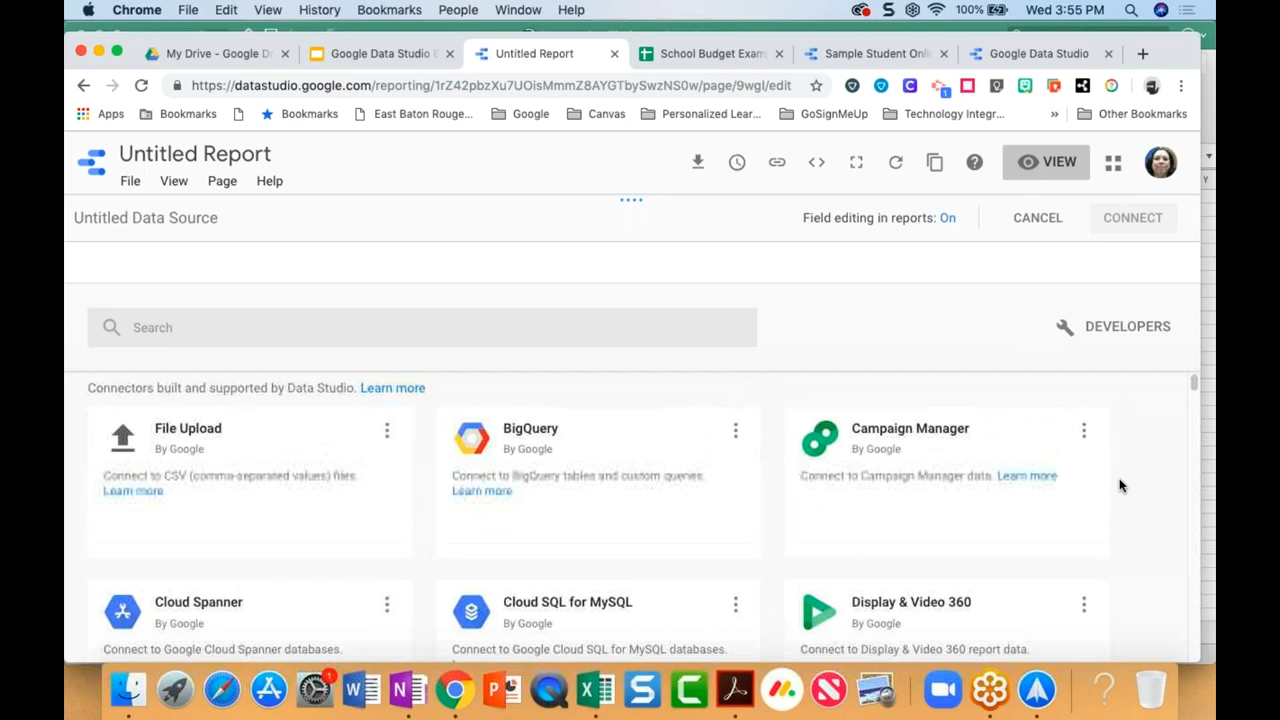 Chrome File Edit View History Bookmarks People Window Help 100% Wed 3:55 PM
My Drive - Google Dr Google Data Studio E Untitled Report School Budget Exam Sample Student Onli Google Data Studio
https://datastudio.google.com/reporting/1rZ42pbzXu7UOisMmmZ8AYGTbySwzNS0w/page/9wgl/edit
Apps Bookmarks Bookmarks East Baton Rouge... Google Canvas Personalized Lear... GoSignMeUp Technology Integr... » Other Bookmarks
Untitled Report
VIEW
File View Page Help
Untitled Data Source
Field editing in reports: On
CANCEL
CONNECT
Search
DEVELOPERS
Connectors built and supported by Data Studio. Learn more
File Upload
By Google
Connect to CSV (comma-separated values) files.
Learn more
BigQuery
By Google
Connect to BigQuery tables and custom queries.
Learn more
Campaign Manager
By Google
Connect to Campaign Manager data. Learn more
Cloud Spanner
By Google
Connect to Google Cloud Spanner databases.
Cloud SQL for MySQL
By Google
Connect to Google Cloud SQL for MySQL databases.
Display & Video 360
By Google
Connect to Display & Video 360 report data.